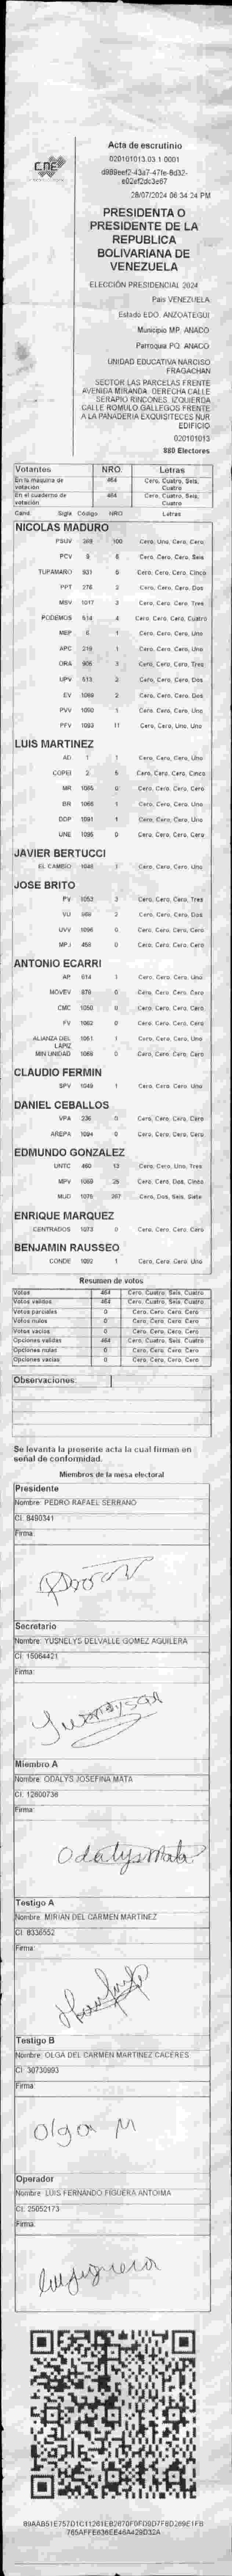 CNE
Acta de escrutinio
020101013.03.1.0001
d989eef2-43a7-47fe-8d32-
e02ef2dc3e67
28/07/2024 06:34:24 PM
PRESIDENTA O
PRESIDENTE DE LA
REPUBLICA
BOLIVARIANA DE
VENEZUELA
ELECCIÓN PRESIDENCIAL 2024
País VENEZUELA
Estado EDO. ANZOATEGUI
Municipio MP. ANACO
Parroquia PQ. ANACO
UNIDAD EDUCATIVA NARCISO
FRAGACHAN
SECTOR LAS PARCELAS FRENTE
AVENIDA MIRANDA. DERECHA CALLE
SERAPIO RINCONES. IZQUIERDA
CALLE ROMULO GALLEGOS FRENTE
A LA PANADERIA EXQUISITECES NUR
EDIFICIO
020101013
889 Electores
Votantes NRO. Letras
En la máquina de votación 464 Cero, Cuatro, Seis, Cuatro
En el cuaderno de votación 464 Cero, Cuatro, Seis, Cuatro
Cand. Sigla Código NRO Letras
NICOLAS MADURO
PSUV 100 Cero, Uno, Cero, Cero
PCV 6 Cero, Cero, Cero, Seis
TUPAMARO 931 5 Cero, Cero, Cero, Cinco
PPT 276 2 Cero, Cero, Cero, Dos
MSV 1017 3 Cero, Cero, Cero, Tres
PODEMOS 514 4 Cero, Cero, Cero, Cuatro
MEP 6 1 Cero, Cero, Cero, Uno
APC 219 1 Cero, Cero, Cero, Uno
ORA 906 3 Cero, Cero, Cero, Tres
UPV 613 2 Cero, Cero, Cero, Dos
EV 1069 2 Cero, Cero, Cero, Dos
PVV 1090 1 Cero, Cero, Cero, Uno
PFV 1093 11 Cero, Cero, Uno, Uno
LUIS MARTINEZ
AD 1 1 Cero, Cero, Cero, Uno
COPEI 2 5 Cero, Cero, Cero, Cinco
MR 1065 0 Cero, Cero, Cero, Cero
BR 1066 1 Cero, Cero, Cero, Uno
DDP 1091 1 Cero, Cero, Cero, Uno
UNE 1095 0 Cero, Cero, Cero, Cero
JAVIER BERTUCCI
EL CAMBIO 1048 1 Cero, Cero, Cero, Uno
JOSE BRITO
PV 1053 3 Cero, Cero, Cero, Tres
VU 2 Cero, Cero, Cero, Dos
UVV 1096 0 Cero, Cero, Cero, Cero
MPJ 458 0 Cero, Cero, Cero, Cero
ANTONIO ECARRI
AP 614 1 Cero, Cero, Cero, Uno
MOVEV 879 0 Cero, Cero, Cero, Cero
CMC 1050 0 Cero, Cero, Cero, Cero
FV 1062 0 Cero, Cero, Cero, Cero
ALIANZA DEL LÁPIZ 1051 1 Cero, Cero, Cero, Uno
MIN UNIDAD 1068 0 Cero, Cero, Cero, Cero
CLAUDIO FERMIN
SPV 1049 1 Cero, Cero, Cero, Uno
DANIEL CEBALLOS
VPA 236 0 Cero, Cero, Cero, Cero
AREPA 1094 0 Cero, Cero, Cero, Cero
EDMUNDO GONZALEZ
UNTC 460 13 Cero, Cero, Uno, Tres
MPV 1069 25 Cero, Cero, Dos, Cinco
MUD 1076 267 Cero, Dos, Seis, Siete
ENRIQUE MARQUEZ
CENTRADOS 1073 0 Cero, Cero, Cero, Cero
BENJAMIN RAUSSEO
CONDE 1092 1 Cero, Cero, Cero, Uno
Resumen de votos
Votos 464 Cero, Cuatro, Seis, Cuatro
Votos validos 464 Cero, Cuatro, Seis, Cuatro
Votos parciales 0 Cero, Cero, Cero, Cero
Votos nulos 0 Cero, Cero, Cero, Cero
Votos vacios 0 Cero, Cero, Cero, Cero
Opciones validas 464 Cero, Cuatro, Seis, Cuatro
Opciones nulas 0 Cero, Cero, Cero, Cero
Opciones vacias 0 Cero, Cero, Cero, Cero
Observaciones:
Se levanta la presente acta la cual firman en
señal de conformidad.
Miembros de la mesa electoral
Presidente
Nombre: PEDRO RAFAEL SERRANO
CI: 8490341
Firma:
Secretario
Nombre: YUSNELYS DELVALLE GOMEZ AGUILERA
CI: 15064421
Firma:
Miembro A
Nombre: ODALYS JOSEFINA MATA
CI: 12600736
Firma:
Odalys Mata
Testigo A
Nombre: MIRIAN DEL CARMEN MARTINEZ
CI: 8336552
Firma:
Testigo B
Nombre: OLGA DEL CARMEN MARTINEZ CACERES
CI: 30730993
Firma:
Olga M
Operador
Nombre: LUIS FERNANDO FIGUERA ANTOIMA
CI: 25052173
Firma: